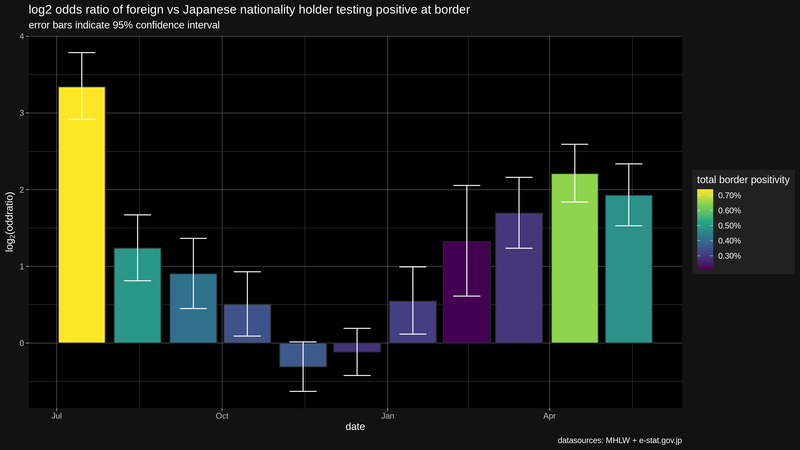 log2 odds ratio of foreign vs Japanese nationality holder testing positive at border
error bars indicate 95% confidence interval
4
3
2
1
0
log2(oddratio)
Jul
Oct
Jan
Apr
date
total border positivity
0.70%
0.60%
0.50%
0.40%
0.30%
datasources: MHLW + e-stat.gov.jp